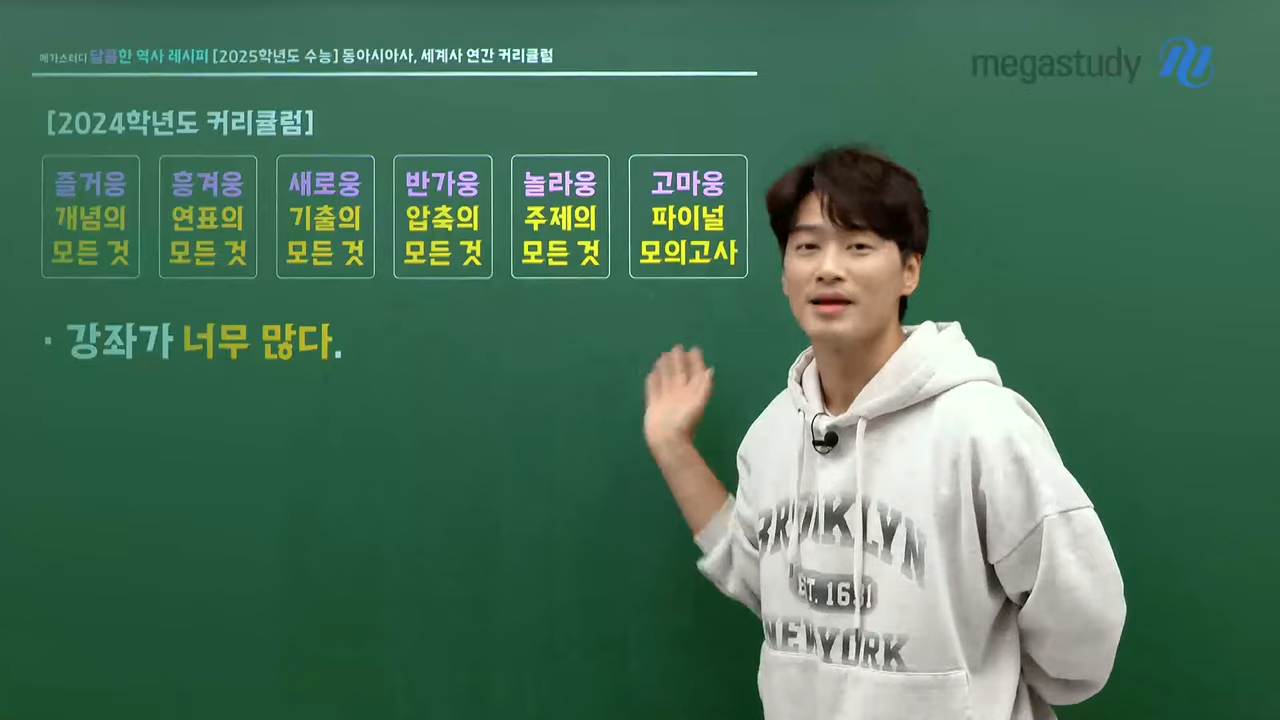 메가스터디 달콤한 역사 레시피 [2025학년도 수능] 동아시아사, 세계사 연간 커리큘럼
megastudy
[2024학년도 커리큘럼]
즐거웅
개념의
모든 것
흥겨웅
연표의
모든 것
새로웅
기출의
모든 것
반가웅
압축의
모든 것
놀라웅
주제의
모든 것
고마웅
파이널
모의고사
· 강좌가 너무 많다.
BROOKLYN
EST. 1631
NEWYORK